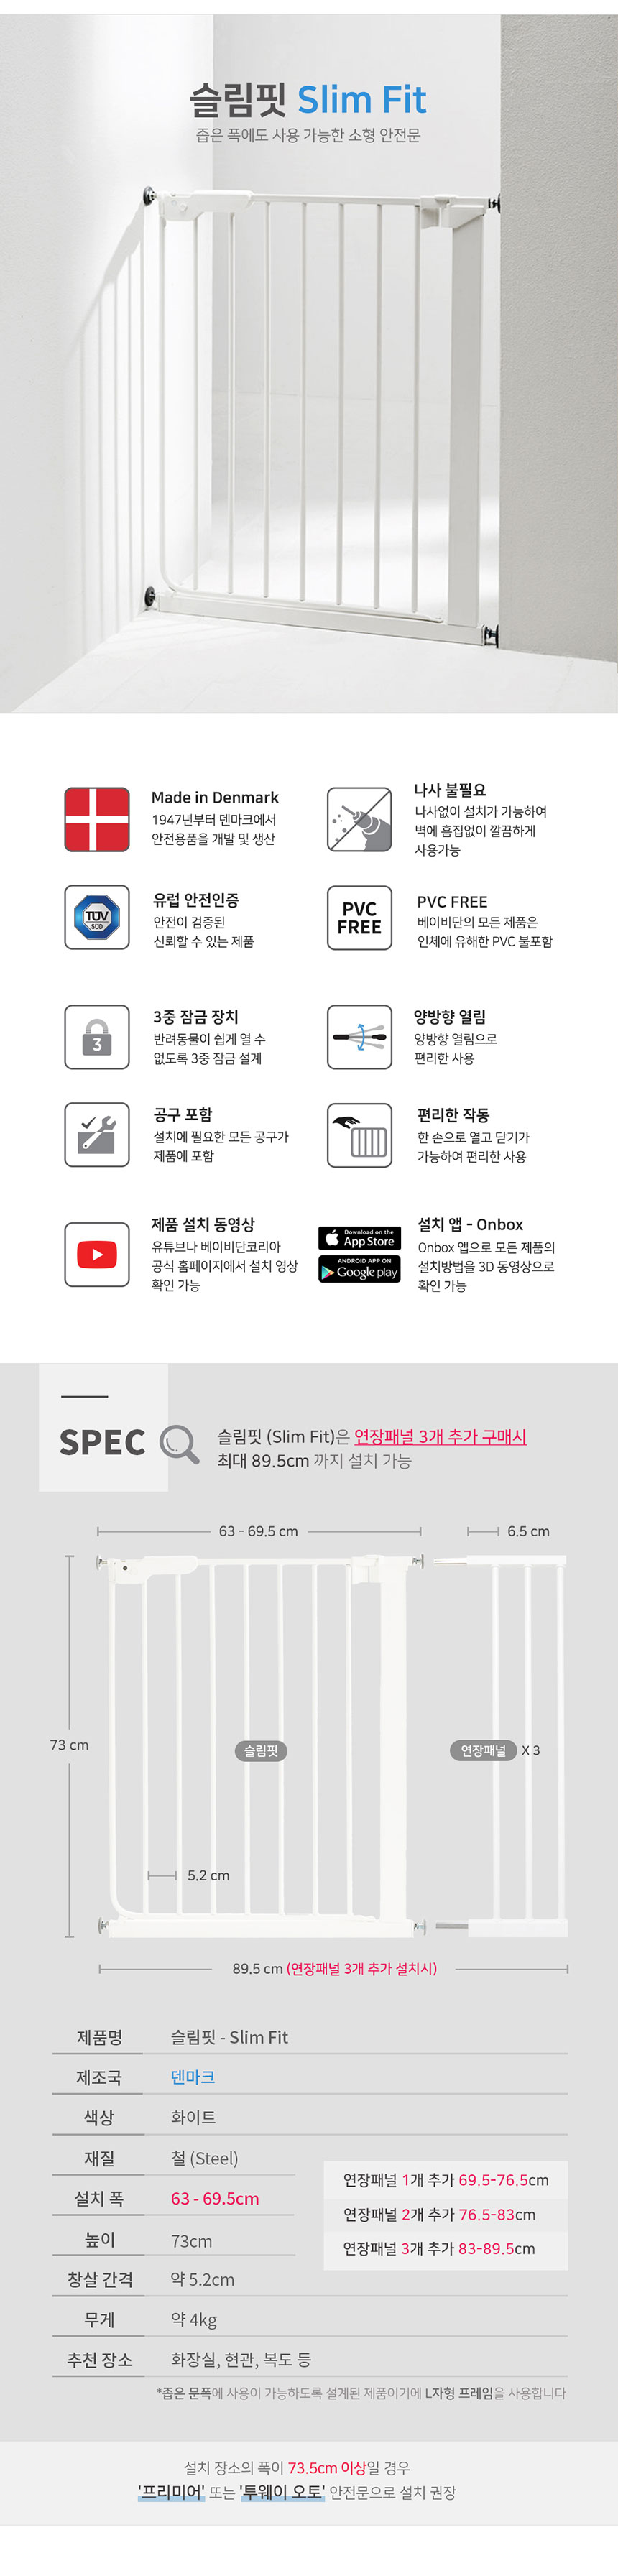 슬림핏 Slim Fit
좁은 폭에도 사용 가능한 소형 안전문
Made in Denmark
1947년부터 덴마크에서
안전용품을 개발 및 생산
나사 불필요
나사없이 설치가 가능하여
벽에 흠집없이 깔끔하게
사용가능
TÜV
SÜD
유럽 안전인증
안전이 검증된
신뢰할 수 있는 제품
PVC
FREE
PVC FREE
베이비단의 모든 제품은
인체에 유해한 PVC 불포함
3
3중 잠금 장치
반려동물이 쉽게 열 수
없도록 3중 잠금 설계
양방향 열림
양방향 열림으로
편리한 사용
공구 포함
설치에 필요한 모든 공구가
제품에 포함
편리한 작동
한 손으로 열고 닫기가
가능하여 편리한 사용
제품 설치 동영상
유튜브나 베이비단코리아
공식 홈페이지에서 설치 영상
확인 가능
Download on the
App Store
ANDROID APP ON
Google play
설치 앱 - Onbox
Onbox 앱으로 모든 제품의
설치방법을 3D 동영상으로
확인 가능
SPEC
슬림핏 (Slim Fit)은 연장패널 3개 추가 구매시
최대 89.5cm 까지 설치 가능
63 - 69.5 cm
6.5 cm
73 cm
슬림핏
연장패널 X 3
5.2 cm
89.5 cm (연장패널 3개 추가 설치시)
제품명 슬림핏 - Slim Fit
제조국 덴마크
색상 화이트
재질 철 (Steel)
설치 폭 63 - 69.5cm
높이 73cm
연장패널 1개 추가 69.5-76.5cm
연장패널 2개 추가 76.5-83cm
연장패널 3개 추가 83-89.5cm
창살 간격 약 5.2cm
무게 약 4kg
추천 장소 화장실, 현관, 복도 등
*좁은 문폭에 사용이 가능하도록 설계된 제품이기에 L자형 프레임을 사용합니다
설치 장소의 폭이 73.5cm 이상일 경우
'프리미어' 또는 '투웨이 오토' 안전문으로 설치 권장